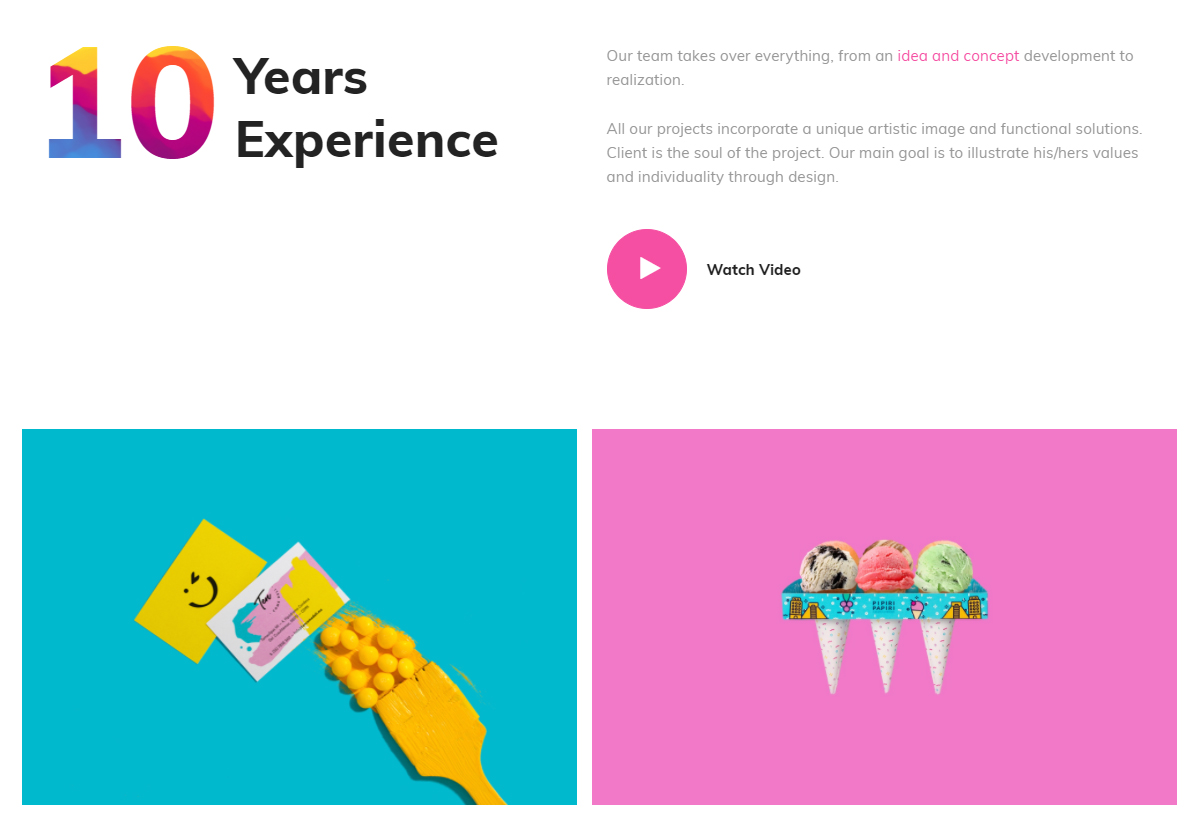 10 Years
Experience
Our team takes over everything, from an idea and concept development to
realization.
All our projects incorporate a unique artistic image and functional solutions.
Client is the soul of the project. Our main goal is to illustrate his/hers values
and individuality through design.
Watch Video
PIPIRI
PAPIRI